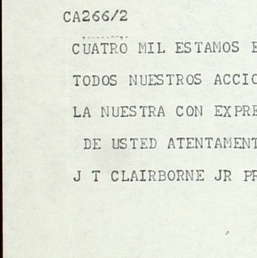 CA266/2
CUATRO MIL ESTAMOS E
TODOS NUESTROS ACCIO
LA NUESTRA CON EXPRE
DE USTED ATENTAMENT
J T CLAIRBORNE JR PR